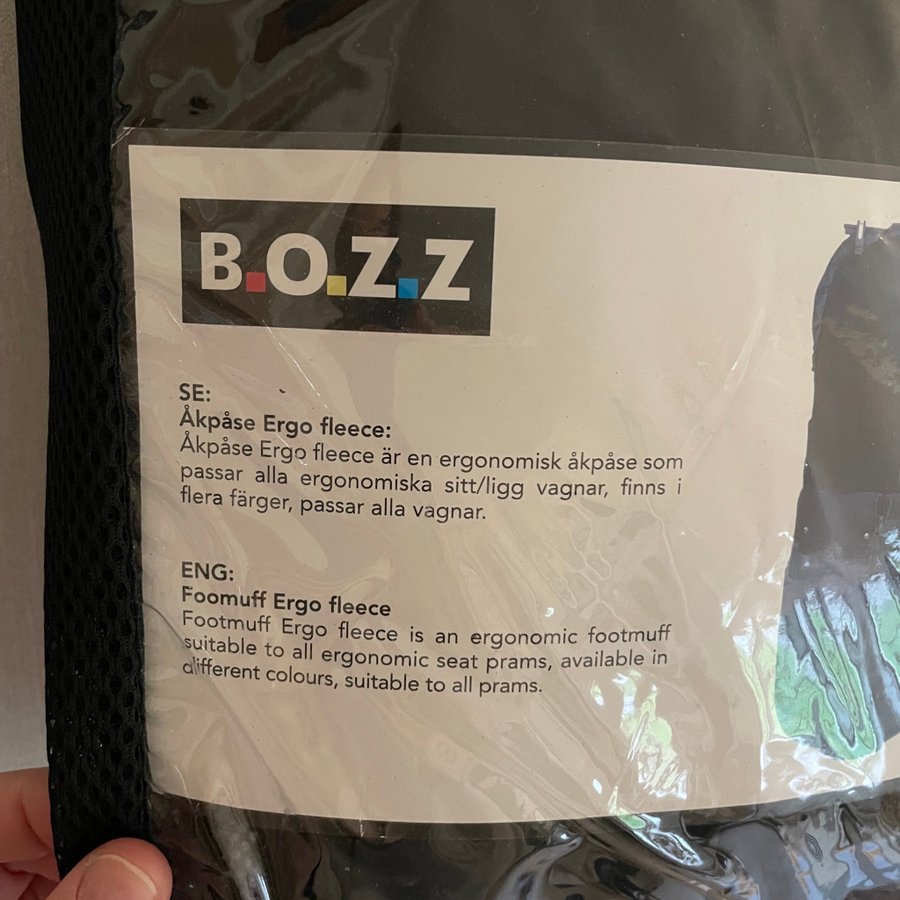 B.O.Z.Z
SE:
Åkpåse Ergo fleece:
Åkpåse Ergo fleece är en ergonomisk åkpåse som
passar alla ergonomiska sitt/ligg vagnar, finns i
flera färger, passar alla vagnar.
ENG:
Foomuff Ergo fleece
Footmuff Ergo fleece is an ergonomic footmuff
suitable to all ergonomic seat prams, available in
different colours, suitable to all prams.